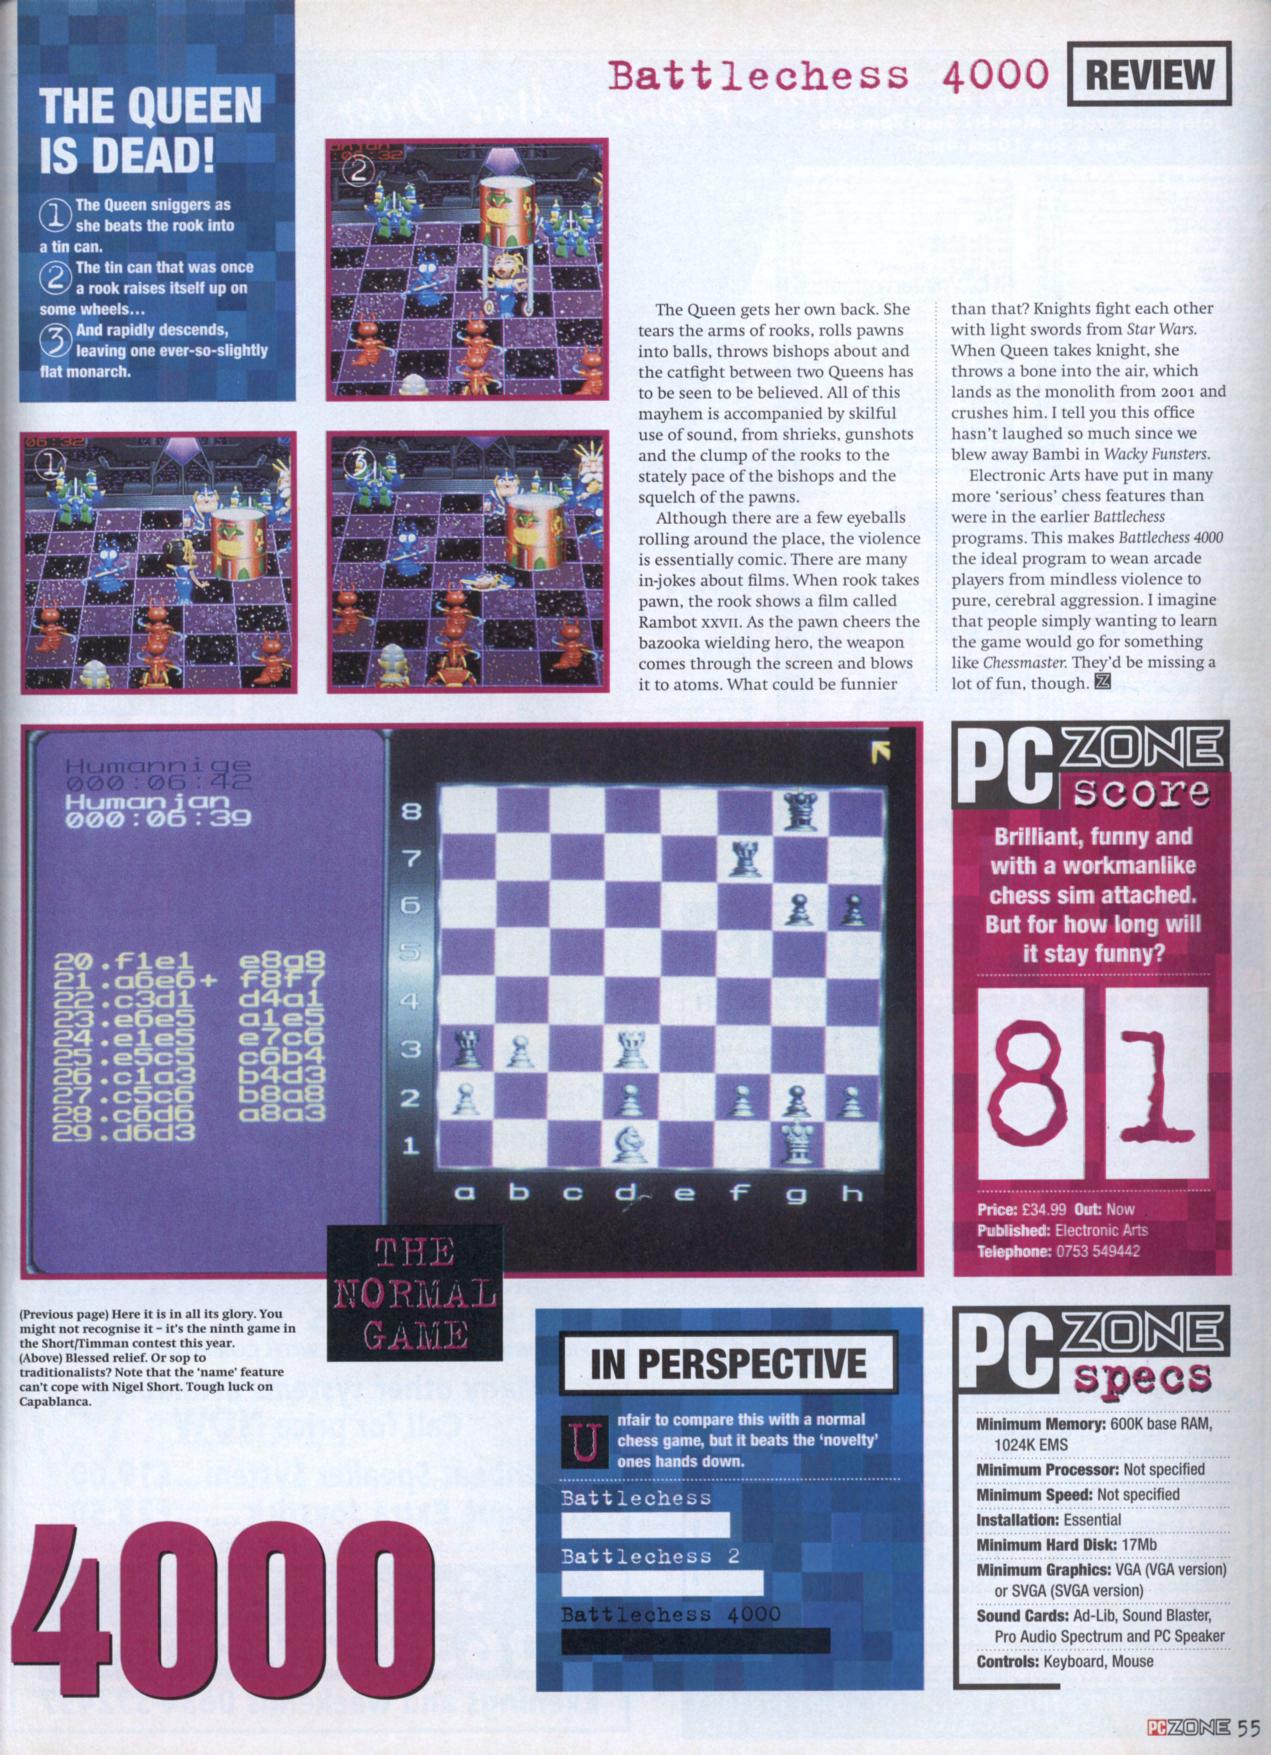 Battlechess 4000 REVIEW
THE QUEEN
IS DEAD!
1 The Queen sniggers as
she beats the rook into
a tin can.
2 The tin can that was once
a rook raises itself up on
some wheels...
3 And rapidly descends,
leaving one ever-so-slightly
flat monarch.
2
1
3
06:32
The Queen gets her own back. She
tears the arms of rooks, rolls pawns
into balls, throws bishops about and
the catfight between two Queens has
to be seen to be believed. All of this
mayhem is accompanied by skilful
use of sound, from shrieks, gunshots
and the clump of the rooks to the
stately pace of the bishops and the
squelch of the pawns.
Although there are a few eyeballs
rolling around the place, the violence
is essentially comic. There are many
in-jokes about films. When rook takes
pawn, the rook shows a film called
Rambot XXVII. As the pawn cheers the
bazooka wielding hero, the weapon
comes through the screen and blows
it to atoms. What could be funnier
than that? Knights fight each other
with light swords from Star Wars.
When Queen takes knight, she
throws a bone into the air, which
lands as the monolith from 2001 and
crushes him. I tell you this office
hasn't laughed so much since we
blew away Bambi in Wacky Funsters.
Electronic Arts have put in many
more 'serious' chess features than
were in the earlier Battlechess
programs. This makes Battlechess 4000
the ideal program to wean arcade
players from mindless violence to
pure, cerebral aggression. I imagine
that people simply wanting to learn
the game would go for something
like Chessmaster. They'd be missing a
lot of fun, though. Z
Humannige
000:06:42
Humanjan
000:06:39
20.f1e1 e8g8
21.a6e6+ f8f7
22.c3d1 d4a1
23.e6e5 a1e5
24.e1e5 e7c6
25.e5c5 c6b4
26.c1a3 b4d3
27.c5c6 b8a8
28.c6d6 a8a3
29.d6d3
8
7
6
5
4
3
2
1
a b c d e f g h
THE
NORMAL
GAME
(Previous page) Here it is in all its glory. You
might not recognise it – it's the ninth game in
the Short/Timman contest this year.
(Above) Blessed relief. Or sop to
traditionalists? Note that the 'name' feature
can't cope with Nigel Short. Tough luck on
Capablanca.
4000
PC ZONE
score
Brilliant, funny and
with a workmanlike
chess sim attached.
But for how long will
it stay funny?
81
Price: £34.99 Out: Now
Published: Electronic Arts
Telephone: 0753 549442
IN PERSPECTIVE
Unfair to compare this with a normal
chess game, but it beats the 'novelty'
ones hands down.
Battlechess
Battlechess 2
Battlechess 4000
PC ZONE
specs
Minimum Memory: 600K base RAM,
1024K EMS
Minimum Processor: Not specified
Minimum Speed: Not specified
Installation: Essential
Minimum Hard Disk: 17Mb
Minimum Graphics: VGA (VGA version)
or SVGA (SVGA version)
Sound Cards: Ad-Lib, Sound Blaster,
Pro Audio Spectrum and PC Speaker
Controls: Keyboard, Mouse
PCZONE 55